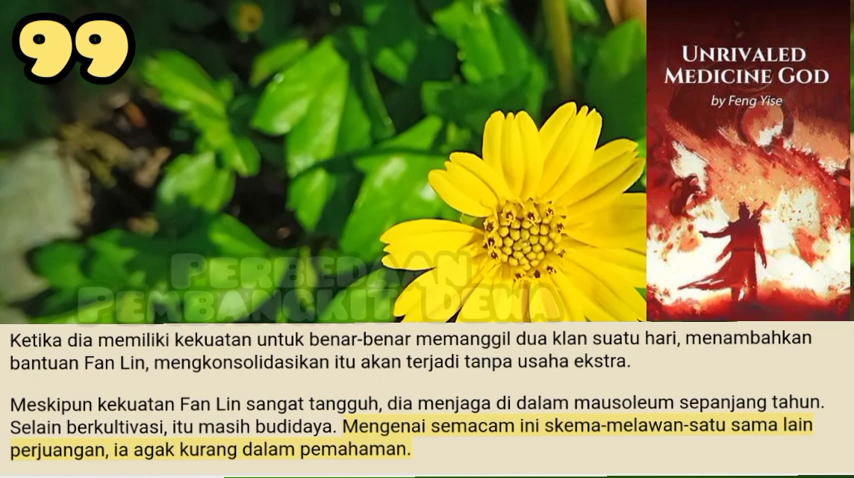 99
UNRIVALED
MEDICINE GOD
by Feng Yise
PERBEDAAN
PEMBANGKIT DEWA
Ketika dia memiliki kekuatan untuk benar-benar memanggil dua klan suatu hari, menambahkan
bantuan Fan Lin, mengkonsolidasikan itu akan terjadi tanpa usaha ekstra.
Meskipun kekuatan Fan Lin sangat tangguh, dia menjaga di dalam mausoleum sepanjang tahun.
Selain berkultivasi, itu masih budidaya. Mengenai semacam ini skema-melawan-satu sama lain
perjuangan, ia agak kurang dalam pemahaman.